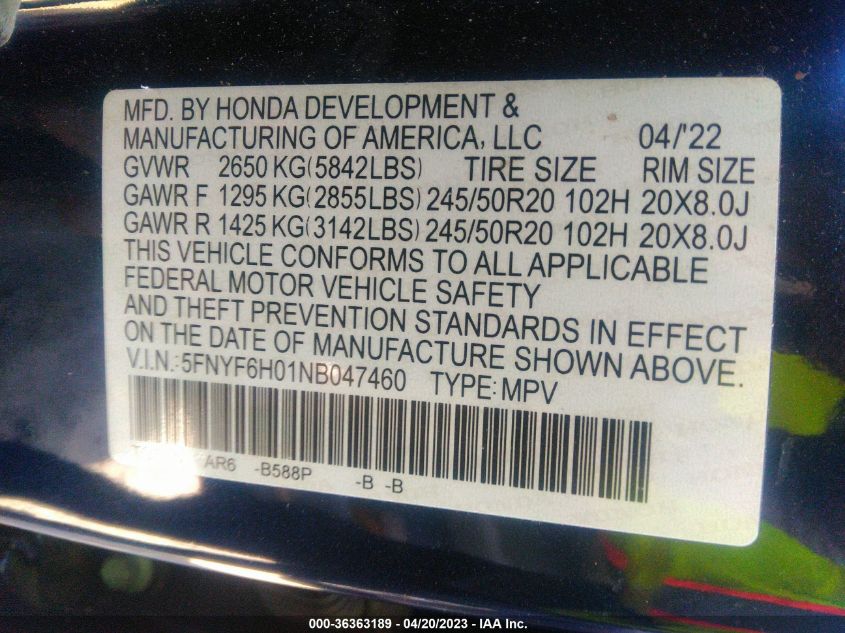 MFD. BY HONDA DEVELOPMENT &
MANUFACTURING OF AMERICA, LLC 04/'22
GVWR 2650 KG(5842LBS) TIRE SIZE RIM SIZE
GAWR F 1295 KG(2855LBS) 245/50R20 102H 20X8.0J
GAWR R 1425 KG(3142LBS) 245/50R20 102H 20X8.0J
THIS VEHICLE CONFORMS TO ALL APPLICABLE
FEDERAL MOTOR VEHICLE SAFETY
AND THEFT PREVENTION STANDARDS IN EFFECT
ON THE DATE OF MANUFACTURE SHOWN ABOVE.
V.I.N.:5FNYF6H01NB047460 TYPE:MPV
AR6 -B588P -B -B
000-36363189 - 04/20/2023 - IAA Inc.